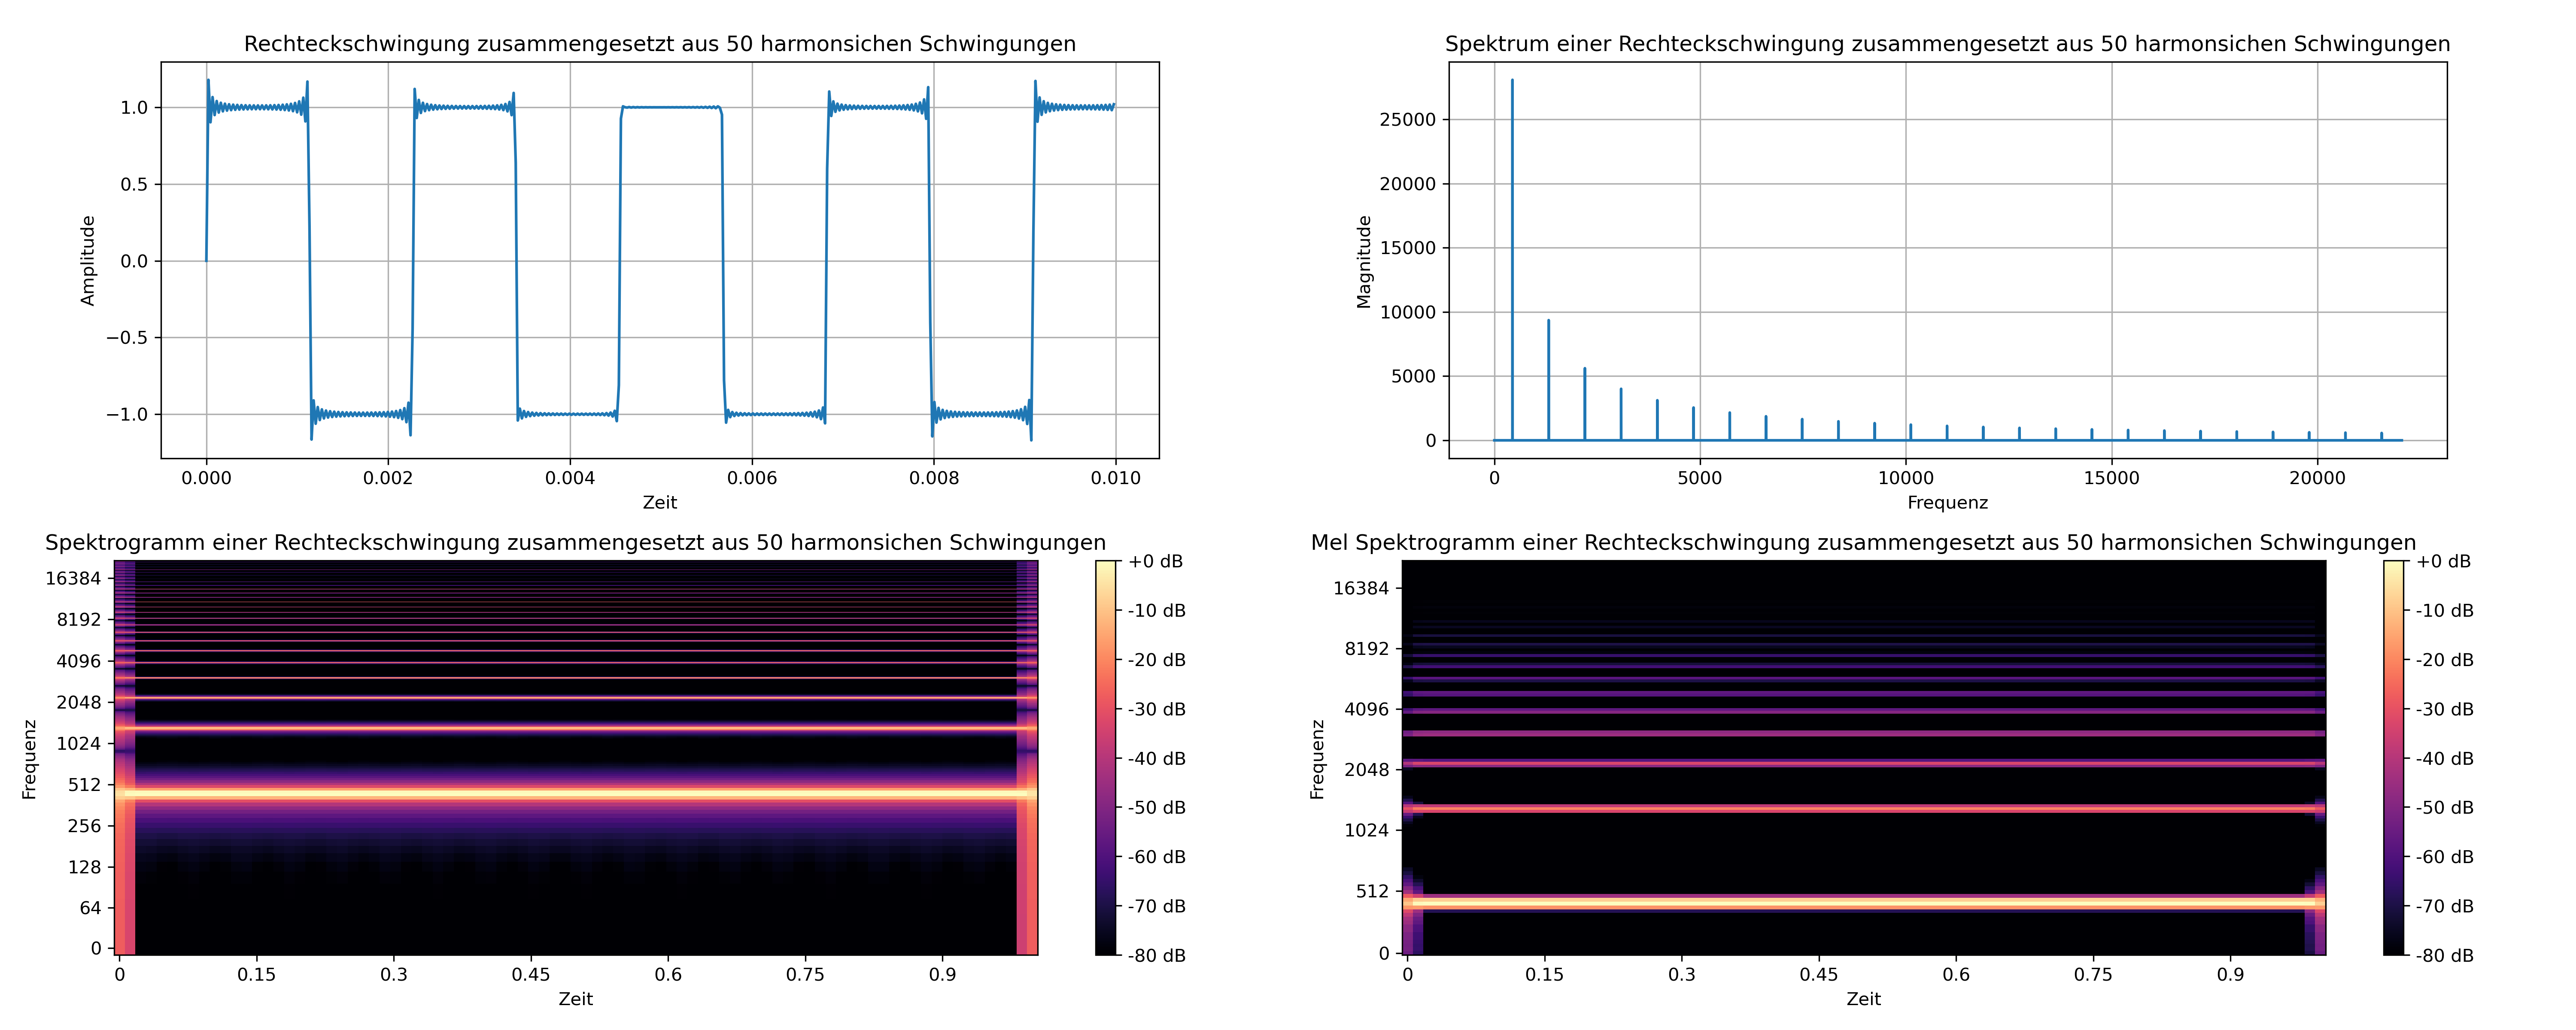 Rechteckschwingung zusammengesetzt aus 50 harmonsichen Schwingungen
1.0
0.5
0.0
−0.5
−1.0
Amplitude
0.000 0.002 0.004 0.006 0.008 0.010
Zeit
Spektrum einer Rechteckschwingung zusammengesetzt aus 50 harmonsichen Schwingungen
25000
20000
15000
10000
5000
0
Magnitude
0 5000 10000 15000 20000
Frequenz
Spektrogramm einer Rechteckschwingung zusammengesetzt aus 50 harmonsichen Schwingungen
16384
8192
4096
2048
1024
512
256
128
64
0
Frequenz
0 0.15 0.3 0.45 0.6 0.75 0.9
Zeit
+0 dB
-10 dB
-20 dB
-30 dB
-40 dB
-50 dB
-60 dB
-70 dB
-80 dB
Mel Spektrogramm einer Rechteckschwingung zusammengesetzt aus 50 harmonsichen Schwingungen
16384
8192
4096
2048
1024
512
0
Frequenz
0 0.15 0.3 0.45 0.6 0.75 0.9
Zeit
+0 dB
-10 dB
-20 dB
-30 dB
-40 dB
-50 dB
-60 dB
-70 dB
-80 dB